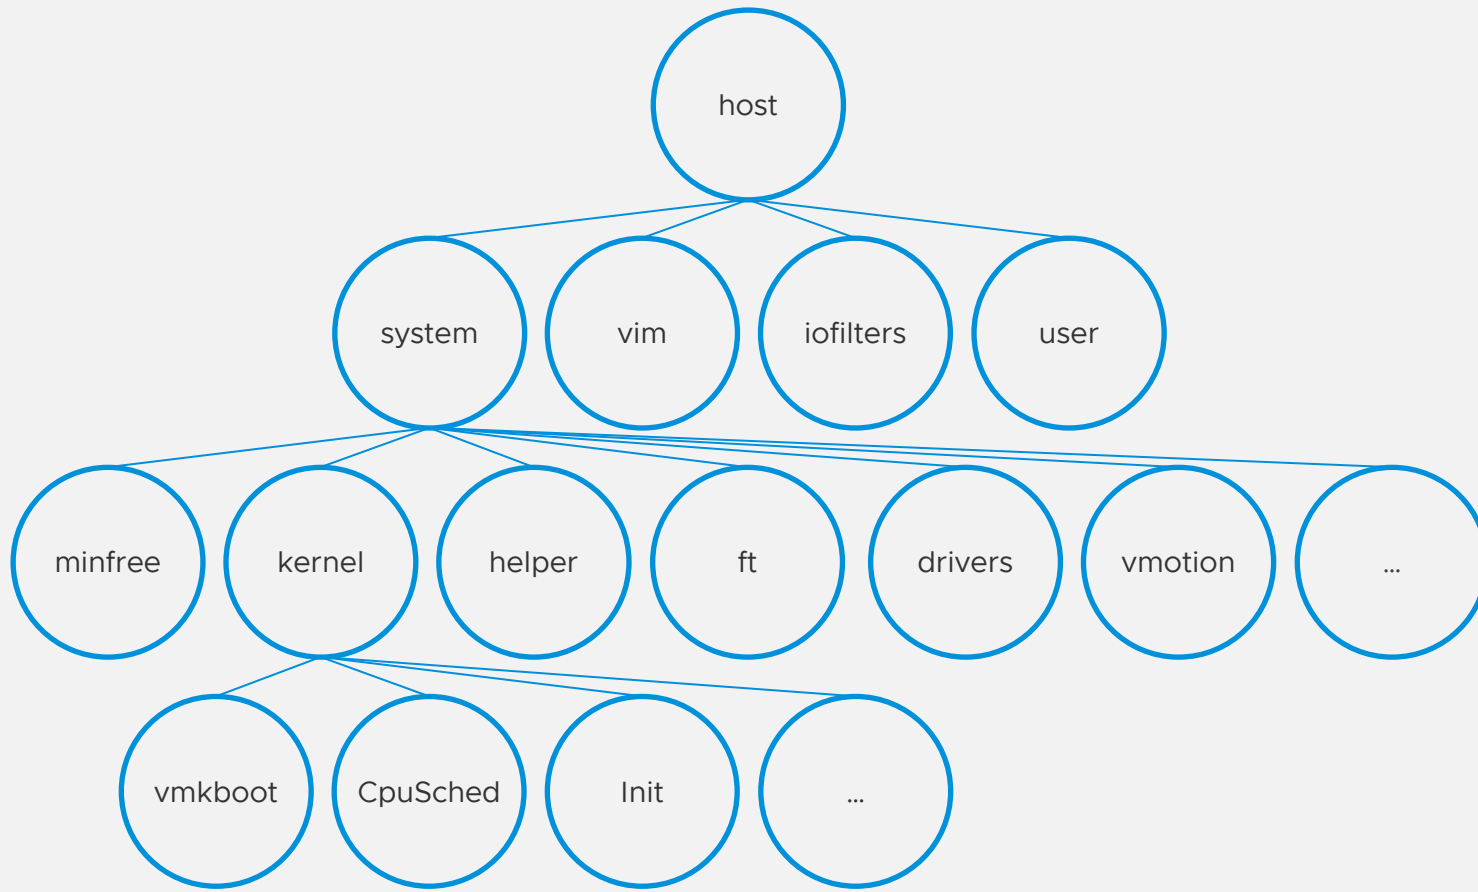 host
system
vim
iofilters
user
minfree
kernel
helper
ft
drivers
vmotion
...
vmkboot
CpuSched
Init
...